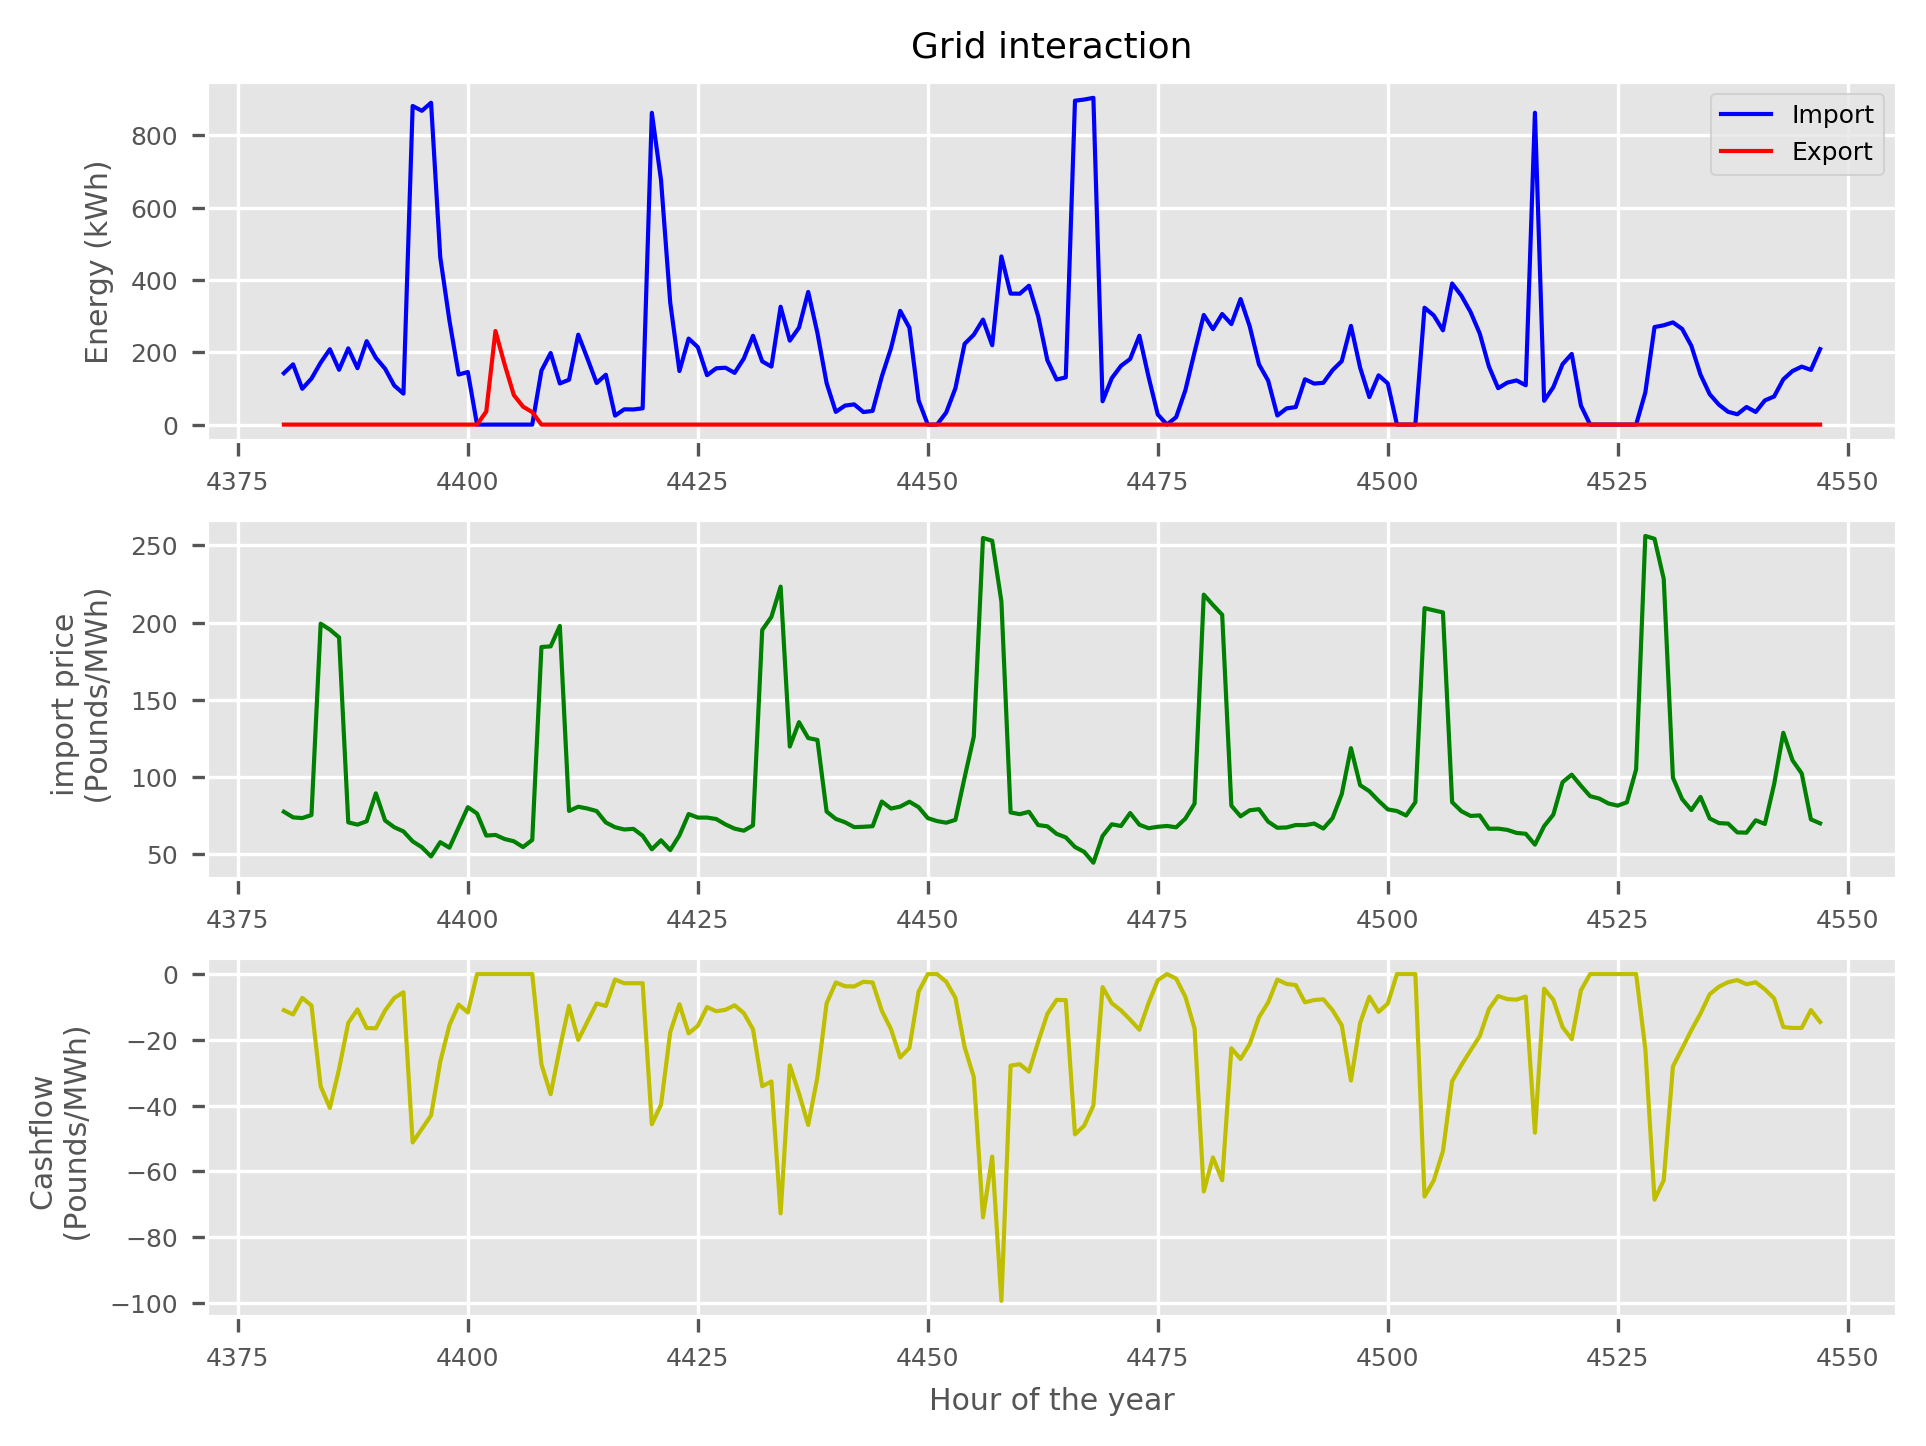 Grid interaction
Energy (kWh)
800
600
400
200
0
Import
Export
4375 4400 4425 4450 4475 4500 4525 4550
import price
(Pounds/MWh)
250
200
150
100
50
4375 4400 4425 4450 4475 4500 4525 4550
Cashflow
(Pounds/MWh)
0
−20
−40
−60
−80
−100
4375 4400 4425 4450 4475 4500 4525 4550
Hour of the year